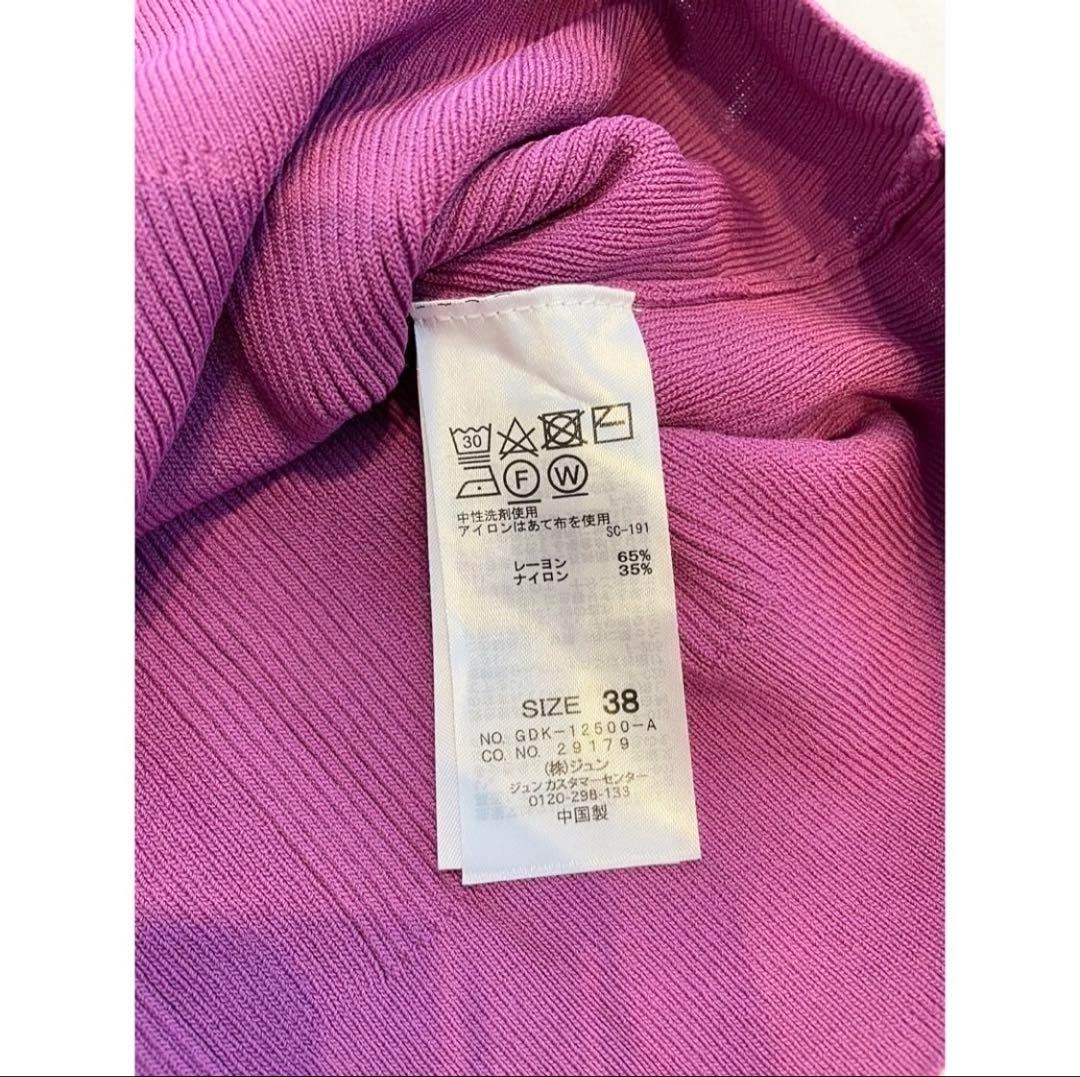 30
F W
中性洗剤使用
アイロンはあて布を使用
SC-191
レーヨン 65%
ナイロン 35%
SIZE 38
NO. GDK-12500-A
CO. NO. 29179
(株)ジュン
ジュンカスタマーセンター
0120-298-133
中国製